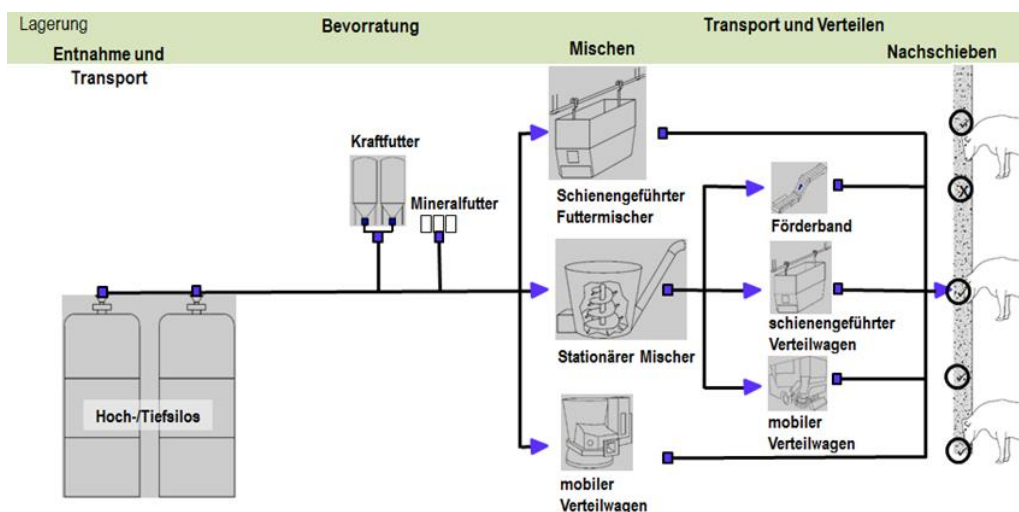 Lagerung
Bevorratung
Transport und Verteilen
Entnahme und
Transport
Mischen
Nachschieben
Kraftfutter
Mineralfutter
Schienengeführter
Futtermischer
Förderband
Stationärer Mischer
schienengeführter
Verteilwagen
Hoch-/Tiefsilos
mobiler
Verteilwagen
mobiler
Verteilwagen